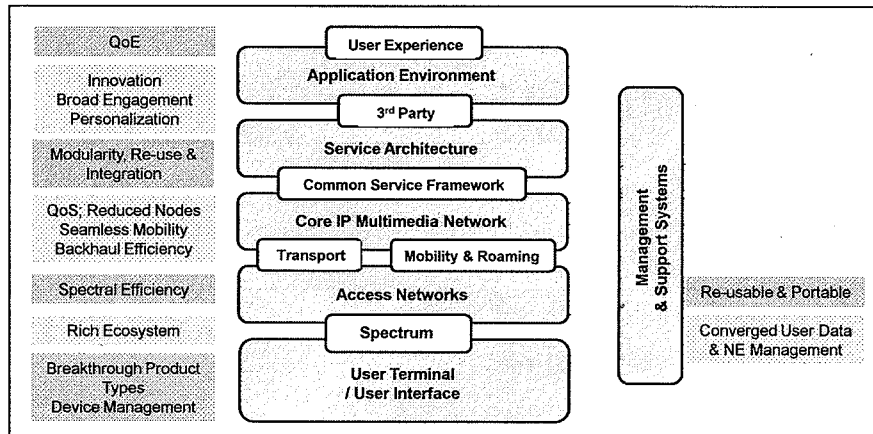 QoE
Innovation
Broad Engagement
Personalization
Modularity, Re-use &
Integration
QoS; Reduced Nodes
Seamless Mobility
Backhaul Efficiency
Spectral Efficiency
Rich Ecosystem
Breakthrough Product
Types
Device Management
User Experience
Application Environment
3rd Party
Service Architecture
Common Service Framework
Core IP Multimedia Network
Transport
Mobility & Roaming
Access Networks
Spectrum
User Terminal
/ User Interface
Management
& Support Systems
Re-usable & Portable
Converged User Data
& NE Management